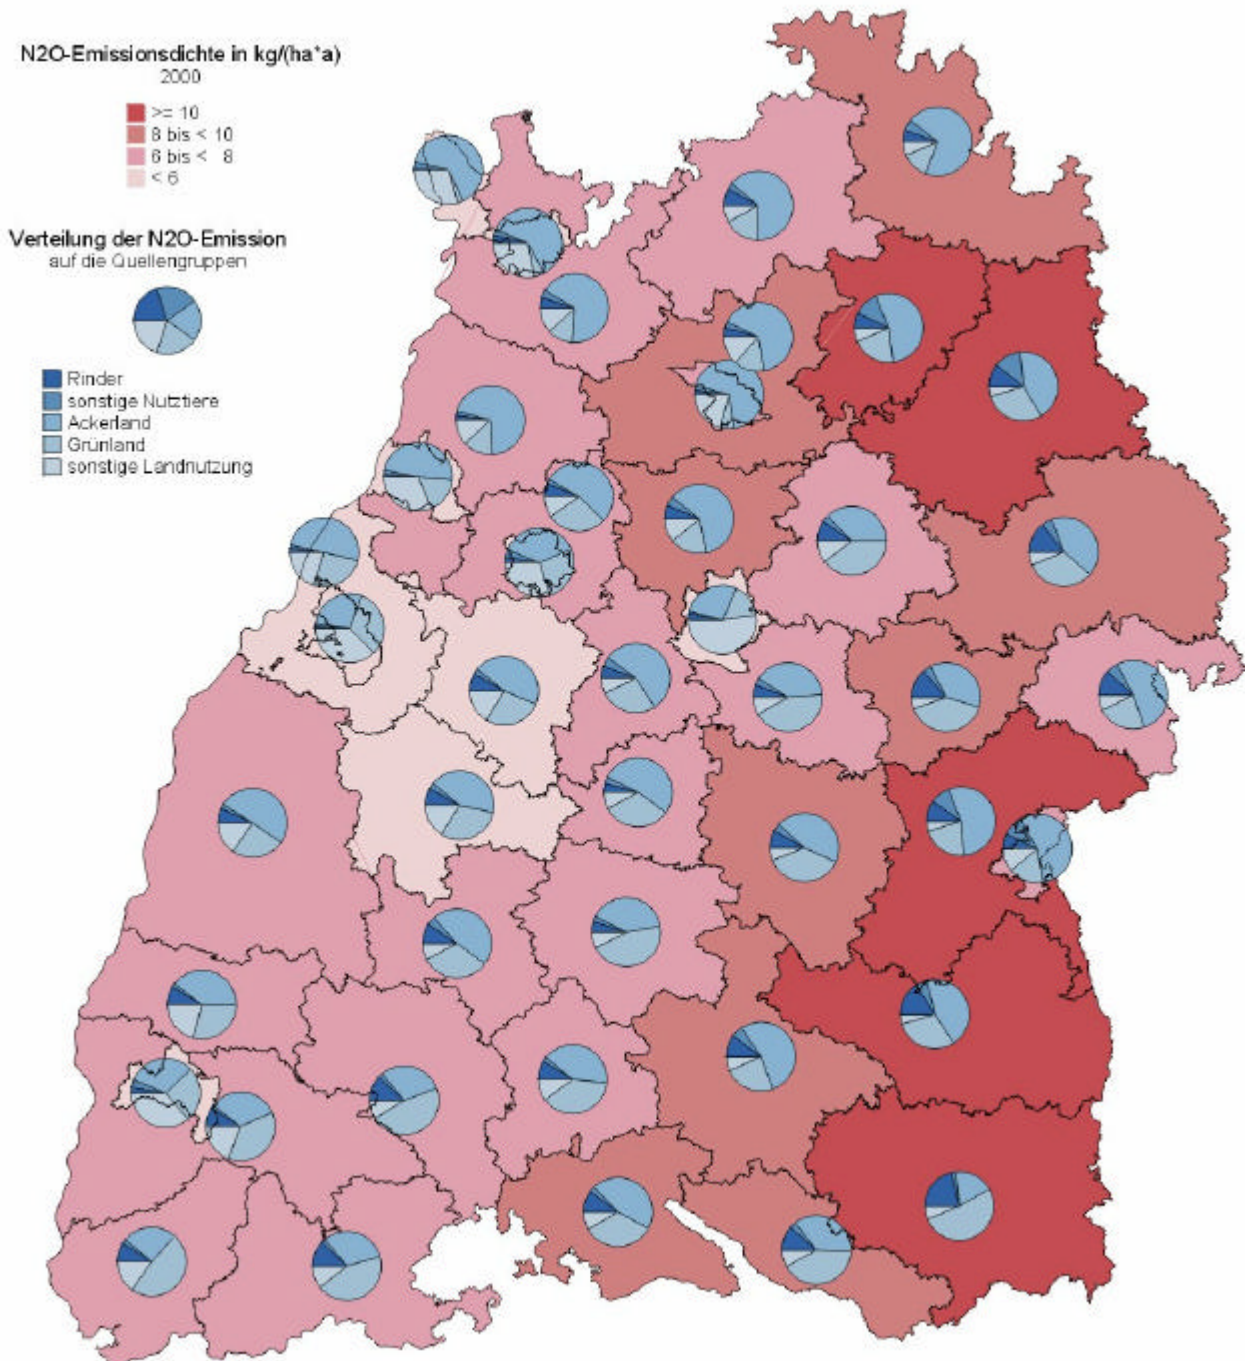 N2O-Emissionsdichte in kg/(ha*a)
2000
>= 10
8 bis < 10
6 bis < 8
< 6
Verteilung der N2O-Emission
auf die Quellengruppen
Rinder
sonstige Nutztiere
Ackerland
Grünland
sonstige Landnutzung